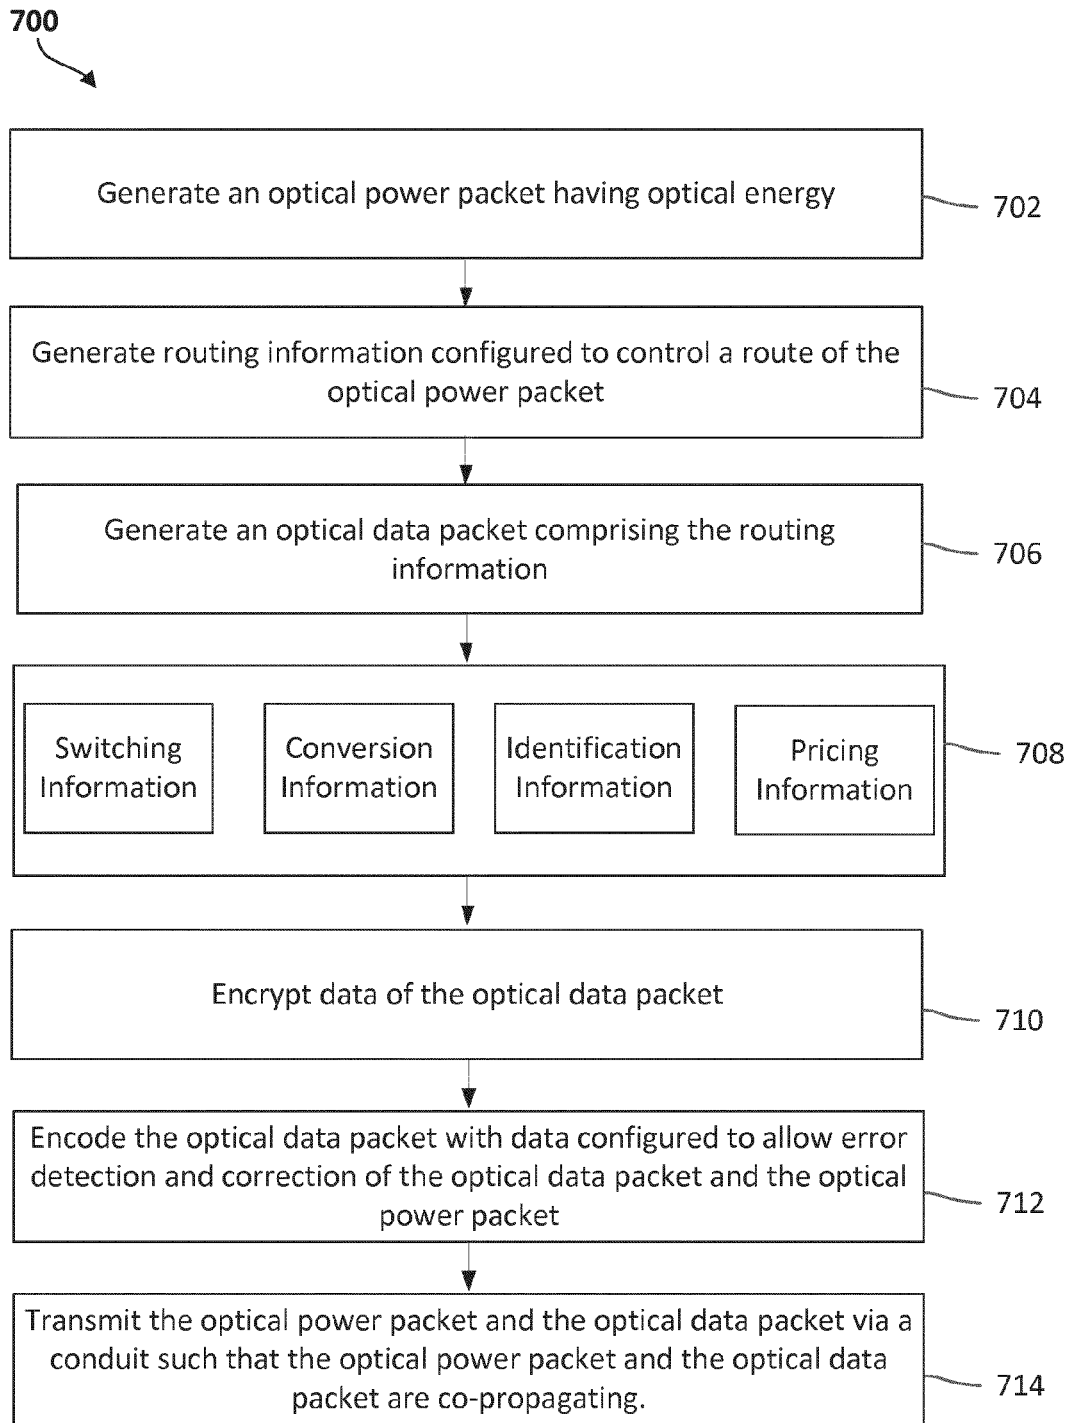 700
Generate an optical power packet having optical energy
702
Generate routing information configured to control a route of the
optical power packet
704
Generate an optical data packet comprising the routing
information
706
Switching
Information
Conversion
Information
Identification
Information
Pricing
Information
708
Encrypt data of the optical data packet
710
Encode the optical data packet with data configured to allow error
detection and correction of the optical data packet and the optical
power packet
712
Transmit the optical power packet and the optical data packet via a
conduit such that the optical power packet and the optical data
packet are co-propagating.
714